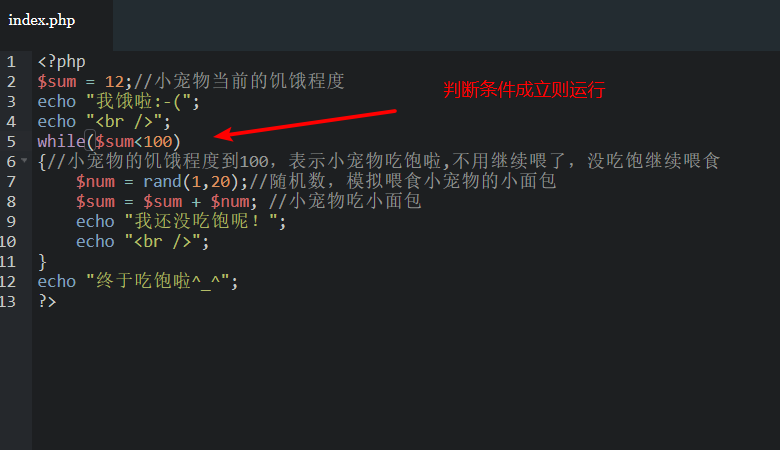 index.php
1 <?php
2 $sum = 12;//小宠物当前的饥饿程度
3 echo "我饿啦:-(";
判断条件成立则运行
4 echo "<br />";
5 while($sum<100)
6 {//小宠物的饥饿程度到100，表示小宠物吃饱啦,不用继续喂了，没吃饱继续喂食
7 $num = rand(1,20);//随机数，模拟喂食小宠物的小面包
8 $sum = $sum + $num; //小宠物吃小面包
9 echo "我还没吃饱呢！";
10 echo "<br />";
11 }
12 echo "终于吃饱啦^_^";
13 ?>